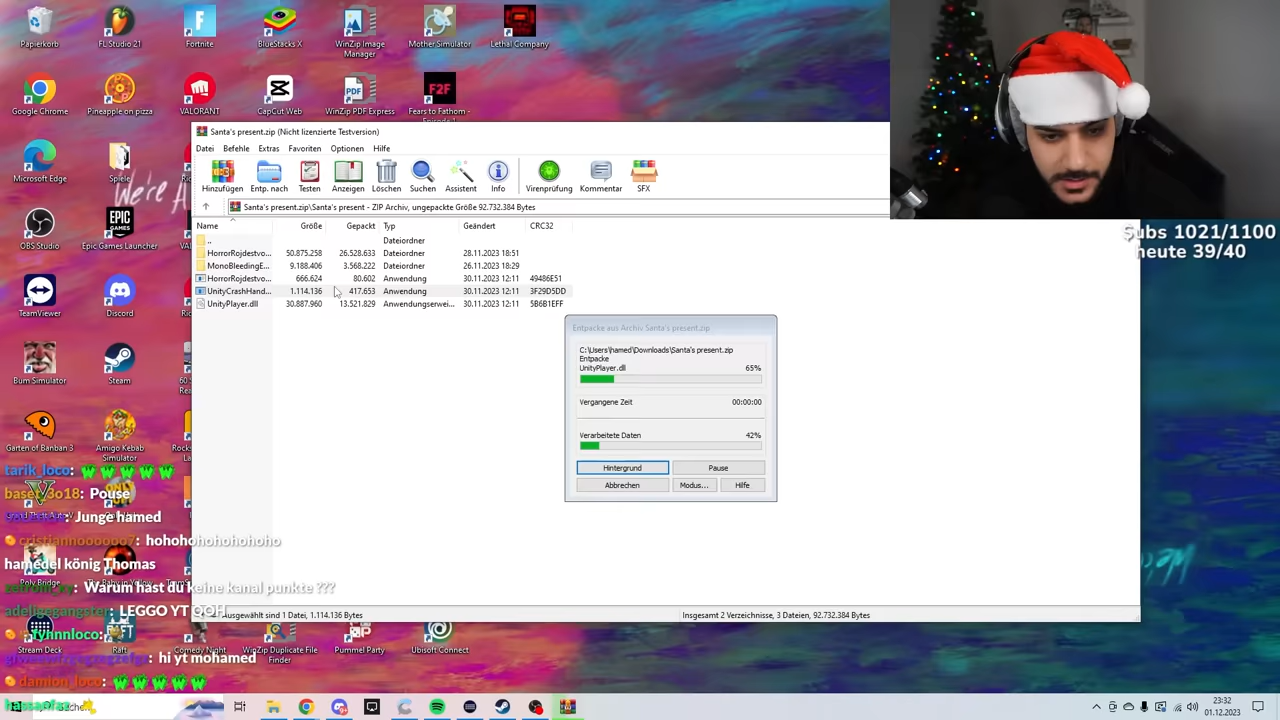 Papierkorb
FL Studio 21
Fortnite
BlueStacks X
WinZip Image
Manager
Mother Simulator
Lethal Company
Google Chrome
Pineapple on pizza
VALORANT
CapCut Web
WinZip PDF Express
Fears to Fathom -
Microsoft Edge
Spiele
OBS Studio
Epic Games Launcher
TeamViewer
Discord
Bum Simulator
Steam
Garten of Banban 3
Amigo Kebab
Simulator
Santa's present.zip (Nicht lizenzierte Testversion)
Datei Befehle Extras Favoriten Optionen Hilfe
Hinzufügen Entp. nach Testen Anzeigen Löschen Suchen Assistent Info Virenprüfung Kommentar SFX
Santa's present.zip\Santa's present - ZIP Archiv, ungepackte Größe 92.732.384 Bytes
Name Größe Gepackt Typ Geändert CRC32
.. Dateiordner
HorrorRojdestvo... 50.875.258 26.528.633 Dateiordner 28.11.2023 18:51
MonoBleedingE... 9.188.406 3.568.222 Dateiordner 26.11.2023 18:29
HorrorRojdestvo... 666.624 80.602 Anwendung 30.11.2023 12:11 49486E51
UnityCrashHand... 1.114.136 417.653 Anwendung 30.11.2023 12:11 3F29D5DD
UnityPlayer.dll 30.887.960 13.521.829 Anwendungserwei... 30.11.2023 12:11 5B6B1EFF
Entpacke aus Archiv Santa's present.zip
C:\Users\hamed\Downloads\Santa's present.zip
Entpacke
UnityPlayer.dll 65%
Vergangene Zeit 00:00:00
Verarbeitete Daten 42%
Hintergrund Pause
Abbrechen Modus... Hilfe
Subs 1021/1100
heute 39/40
tarik_loco:
Pouse
Junge hamed
cristiannoooooo7: hohohohohohohoho
hamedel könig Thomas
Warum hast du keine kanal punkte ???
adeligegangster: LEGGO YT OOH
hi yt mohamed
damion_loco:
Ausgewählt sind 1 Datei, 1.114.136 Bytes
Insgesamt 2 Verzeichnisse, 3 Dateien, 92.732.384 Bytes
Stream Deck
Raft
Comedy Night
WinZip Duplicate File
Finder
Pummel Party
Ubisoft Connect
23:32
01.12.2023